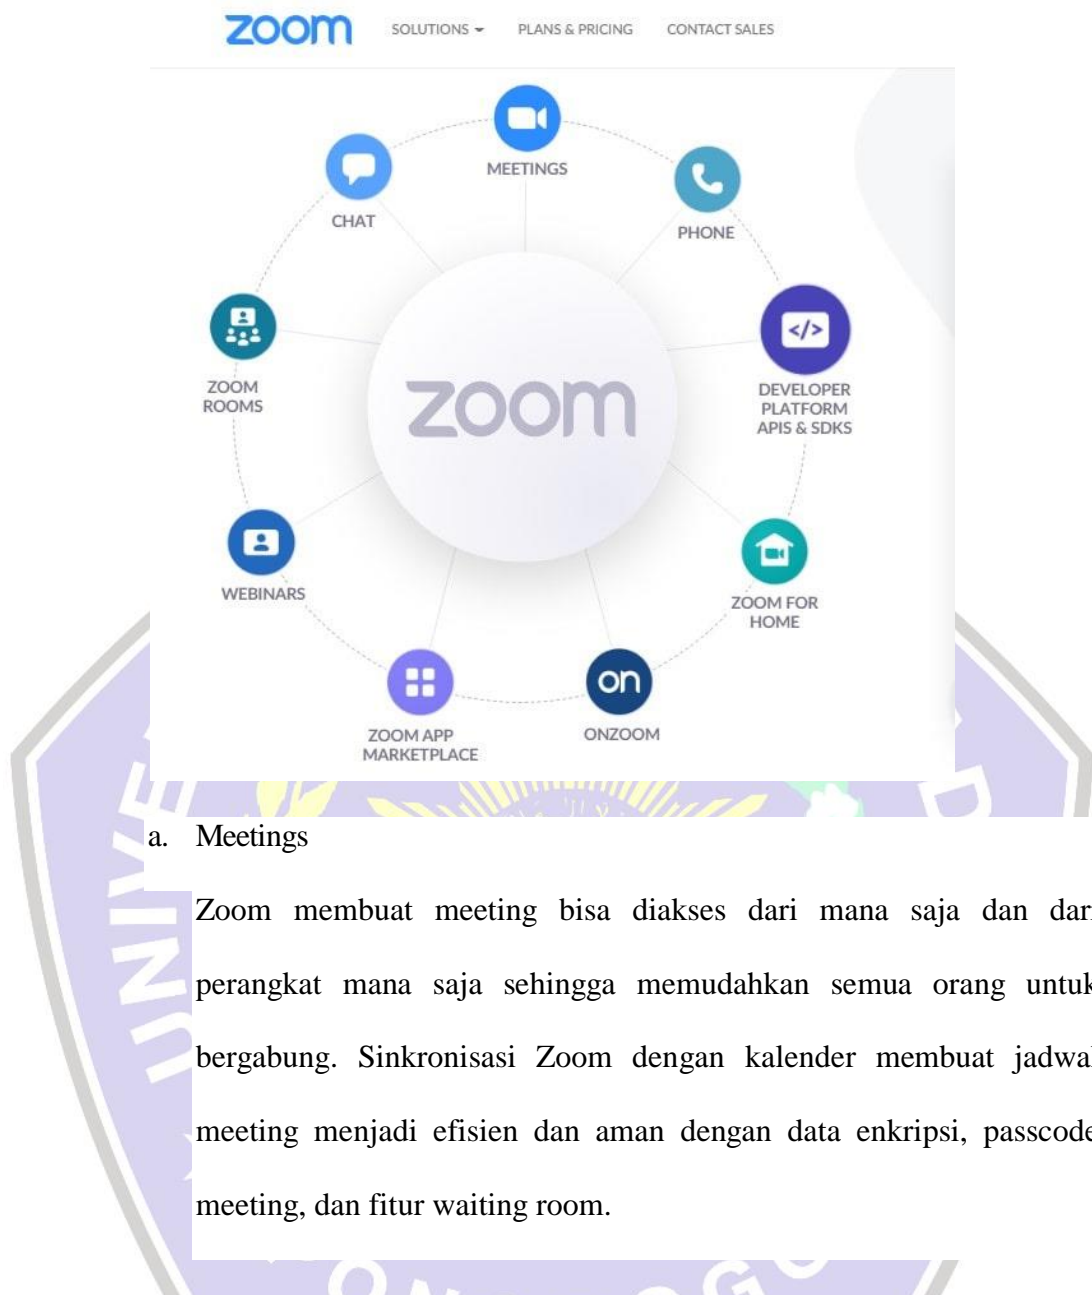 zoom SOLUTIONS PLANS & PRICING CONTACT SALES
MEETINGS
CHAT
PHONE
</>
ZOOM
ROOMS
zoom
DEVELOPER
PLATFORM
APIS & SDKS
WEBINARS
ZOOM FOR
HOME
on
ZOOM APP
MARKETPLACE
ONZOOM
a. Meetings
Zoom membuat meeting bisa diakses dari mana saja dan dari
perangkat mana saja sehingga memudahkan semua orang untuk
bergabung. Sinkronisasi Zoom dengan kalender membuat jadwal
meeting menjadi efisien dan aman dengan data enkripsi, passcode
meeting, dan fitur waiting room.